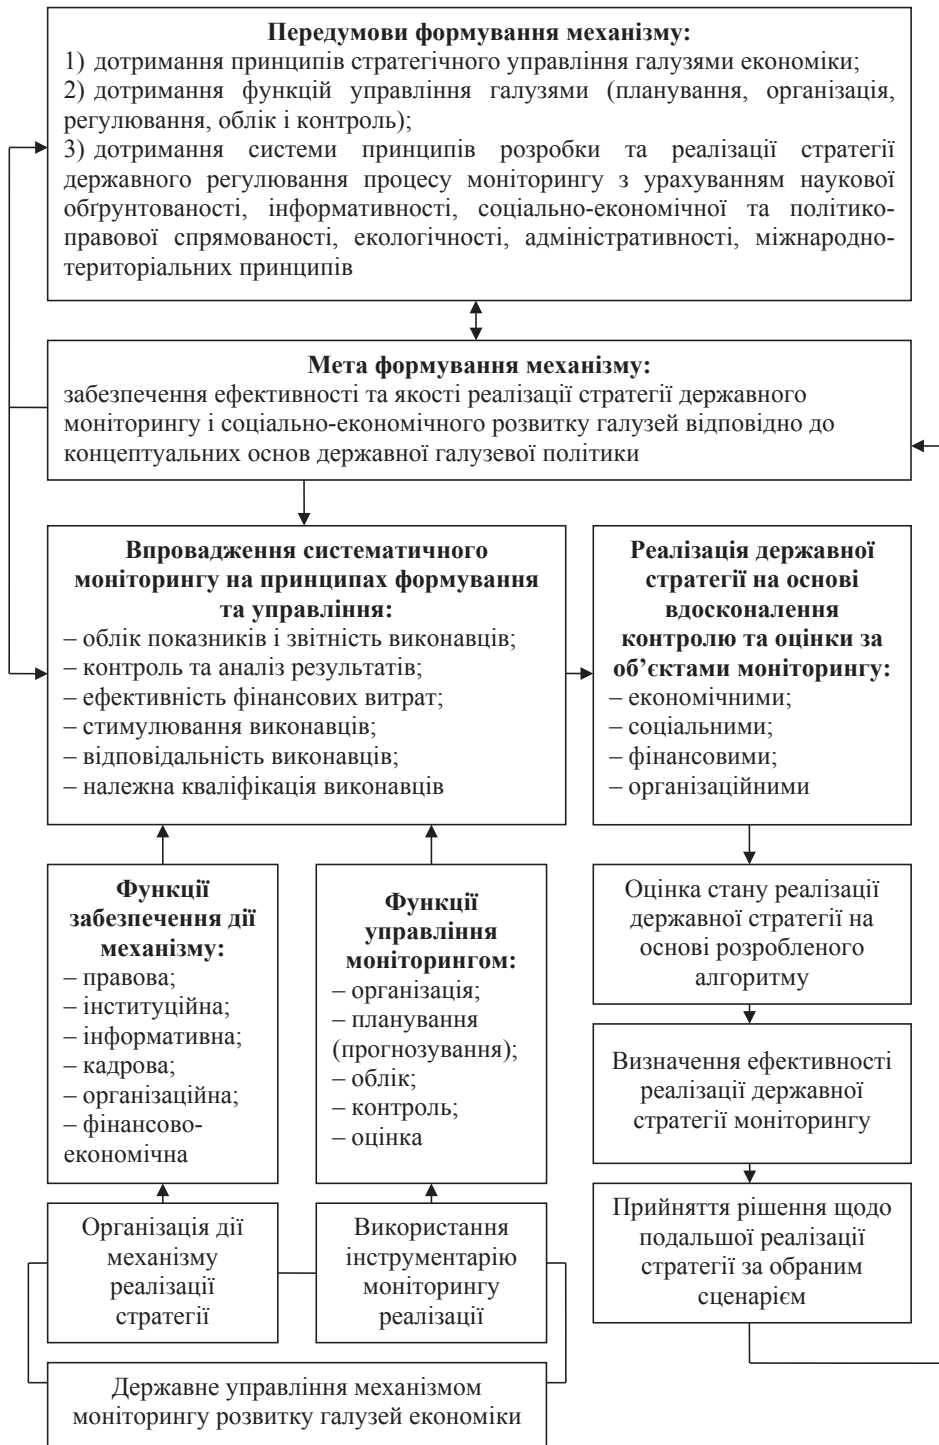 Передумови формування механізму:
1) дотримання принципів стратегічного управління галузями економіки;
2) дотримання функцій управління галузями (планування, організація,
регулювання, облік і контроль);
3) дотримання системи принципів розробки та реалізації стратегії
державного регулювання процесу моніторингу з урахуванням наукової
обґрунтованості, інформативності, соціально-економічної та політико-
правової спрямованості, екологічності, адміністративності, міжнародно-
територіальних принципів
Мета формування механізму:
забезпечення ефективності та якості реалізації стратегії державного
моніторингу і соціально-економічного розвитку галузей відповідно до
концептуальних основ державної галузевої політики
Впровадження систематичного
моніторингу на принципах формування
та управління:
– облік показників і звітність виконавців;
– контроль та аналіз результатів;
– ефективність фінансових витрат;
– стимулювання виконавців;
– відповідальність виконавців;
– належна кваліфікація виконавців
Реалізація державної
стратегії на основі
вдосконалення
контролю та оцінки за
об’єктами моніторингу:
– економічними;
– соціальними;
– фінансовими;
– організаційними
Функції
забезпечення дії
механізму:
– правова;
– інституційна;
– інформативна;
– кадрова;
– організаційна;
– фінансово-
економічна
Функції
управління
моніторингом:
– організація;
– планування
(прогнозування);
– облік;
– контроль;
– оцінка
Оцінка стану реалізації
державної стратегії на
основі розробленого
алгоритму
Визначення ефективності
реалізації державної
стратегії моніторингу
Організація дії
механізму
реалізації
стратегії
Використання
інструментарію
моніторингу
реалізації
Прийняття рішення щодо
подальшої реалізації
стратегії за обраним
сценарієм
Державне управління механізмом
моніторингу розвитку галузей економіки